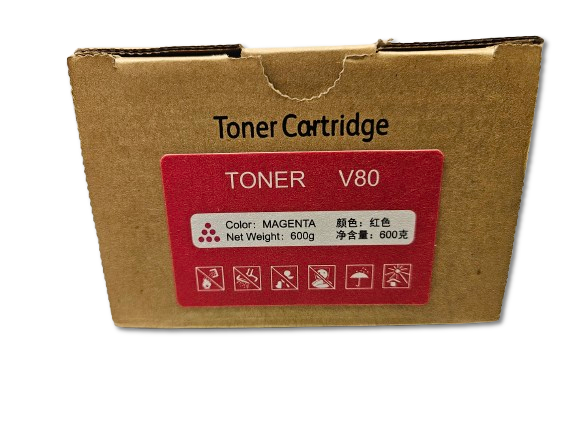 Toner Cartridge
TONER V80
Color: MAGENTA 颜色：红色
Net Weight: 600g 净含量：600克